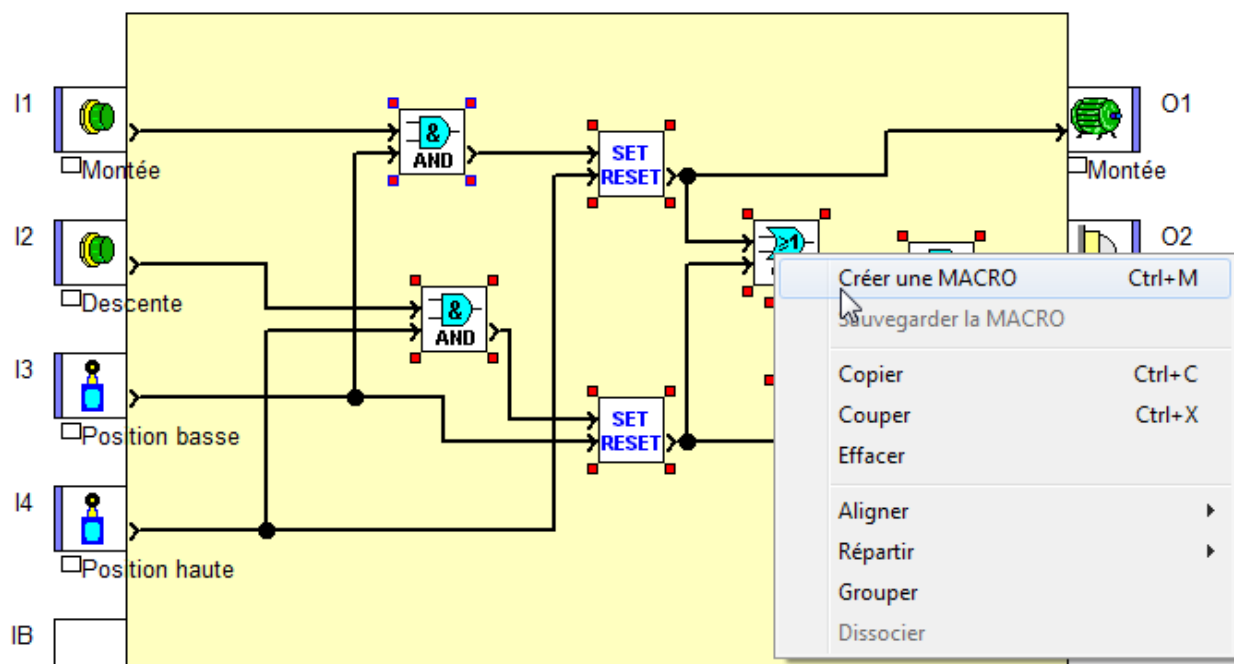 I1
Montée
I2
Descente
I3
Position basse
I4
Position haute
IB
&
AND
&
AND
SET
RESET
SET
RESET
≥1
O1
Montée
O2
Créer une MACRO Ctrl+M
Sauvegarder la MACRO
Copier Ctrl+C
Couper Ctrl+X
Effacer
Aligner
Répartir
Grouper
Dissocier